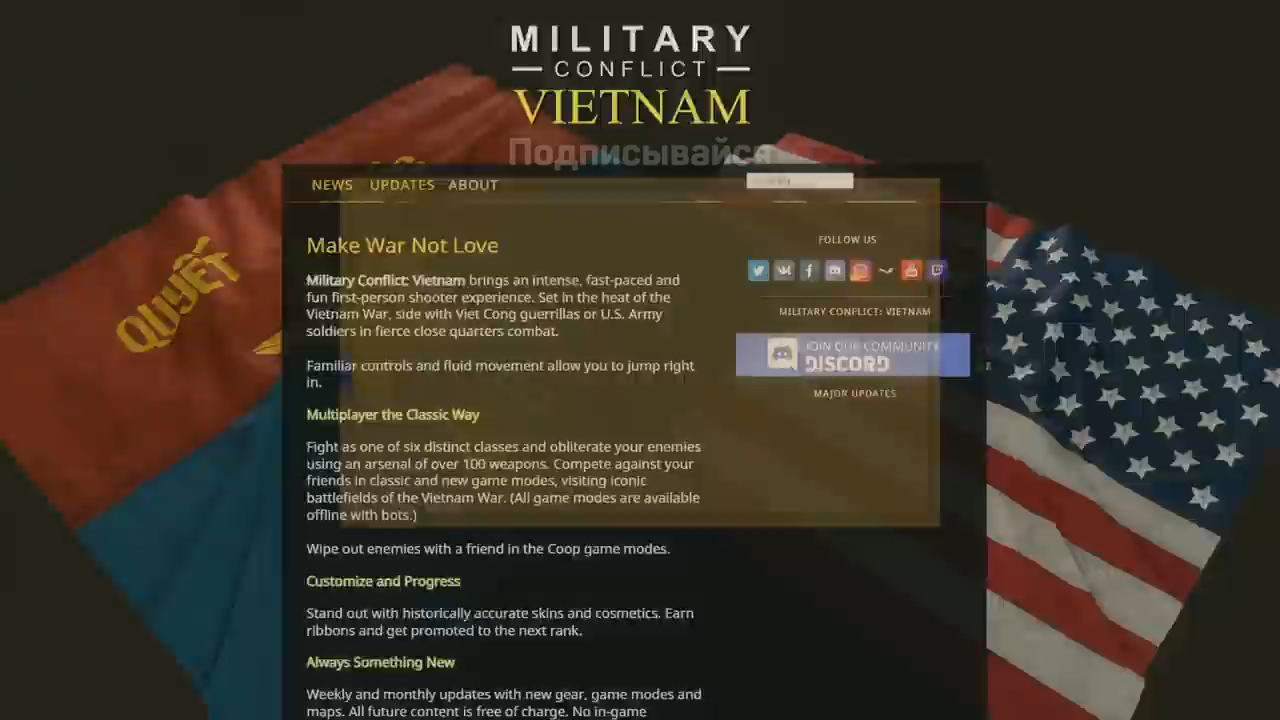 MILITARY
CONFLICT
VIETNAM
Подписывайся
NEWS UPDATES ABOUT
QUYẾT
Make War Not Love
FOLLOW US
Military Conflict: Vietnam brings an intense, fast-paced and
fun first-person shooter experience. Set in the heat of the
Vietnam War, side with Viet Cong guerrillas or U.S. Army
soldiers in fierce close quarters combat.
MILITARY CONFLICT: VIETNAM
JOIN OUR COMMUNITY
DISCORD
Familiar controls and fluid movement allow you to jump right
in.
MAJOR UPDATES
Multiplayer the Classic Way
Fight as one of six distinct classes and obliterate your enemies
using an arsenal of over 100 weapons. Compete against your
friends in classic and new game modes, visiting iconic
battlefields of the Vietnam War. (All game modes are available
offline with bots.)
Wipe out enemies with a friend in the Coop game modes.
Customize and Progress
Stand out with historically accurate skins and cosmetics. Earn
ribbons and get promoted to the next rank.
Always Something New
Weekly and monthly updates with new gear, game modes and
maps. All future content is free of charge. No in-game